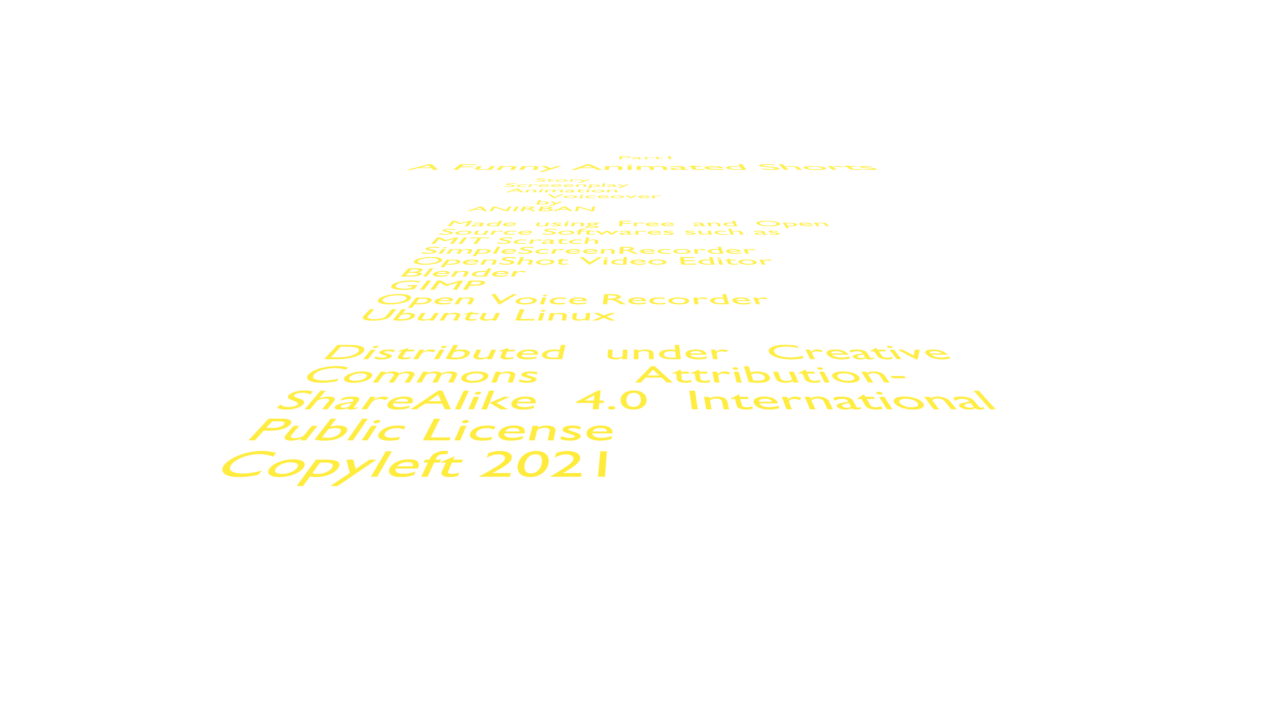 Part I
A Funny Animated Shorts
Story
Screeenplay
Animation
Voiceover
by
ANIRBAN
Made using Free and Open
Source Softwares such as
MIT Scratch
SimpleScreenRecorder
OpenShot Video Editor
Blender
GIMP
Open Voice Recorder
Ubuntu Linux
Distributed under Creative
Commons Attribution-
ShareAlike 4.0 International
Public License
Copyleft 2021